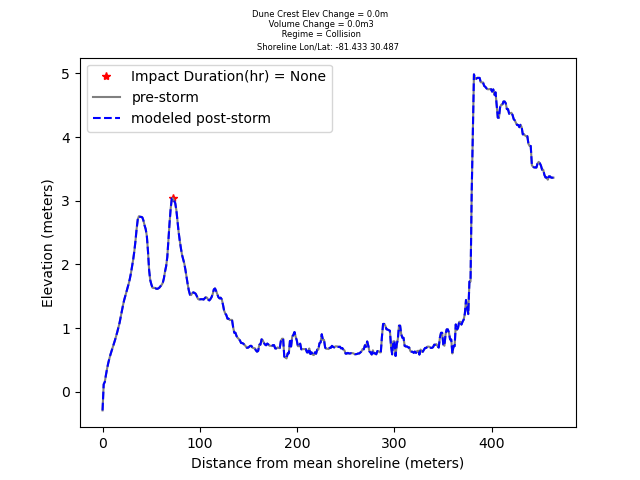 Dune Crest Elev Change = 0.0m
Volume Change = 0.0m3
Regime = Collision
Shoreline Lon/Lat: -81.433 30.487
Impact Duration(hr) = None
pre-storm
modeled post-storm
Elevation (meters)
5
4
3
2
1
0
0 100 200 300 400
Distance from mean shoreline (meters)